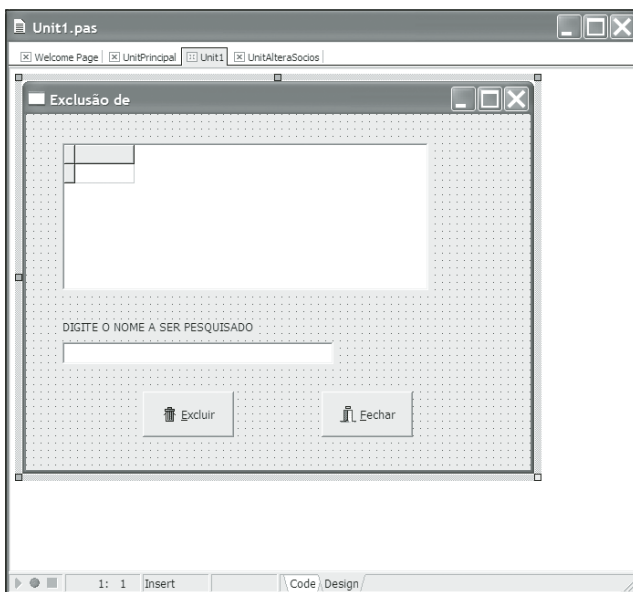 Unit1.pas
Welcome Page UnitPrincipal Unit1 UnitAlteraSocios
Exclusão de
DIGITE O NOME A SER PESQUISADO
Excluir Fechar
1: 1 Insert Code Design